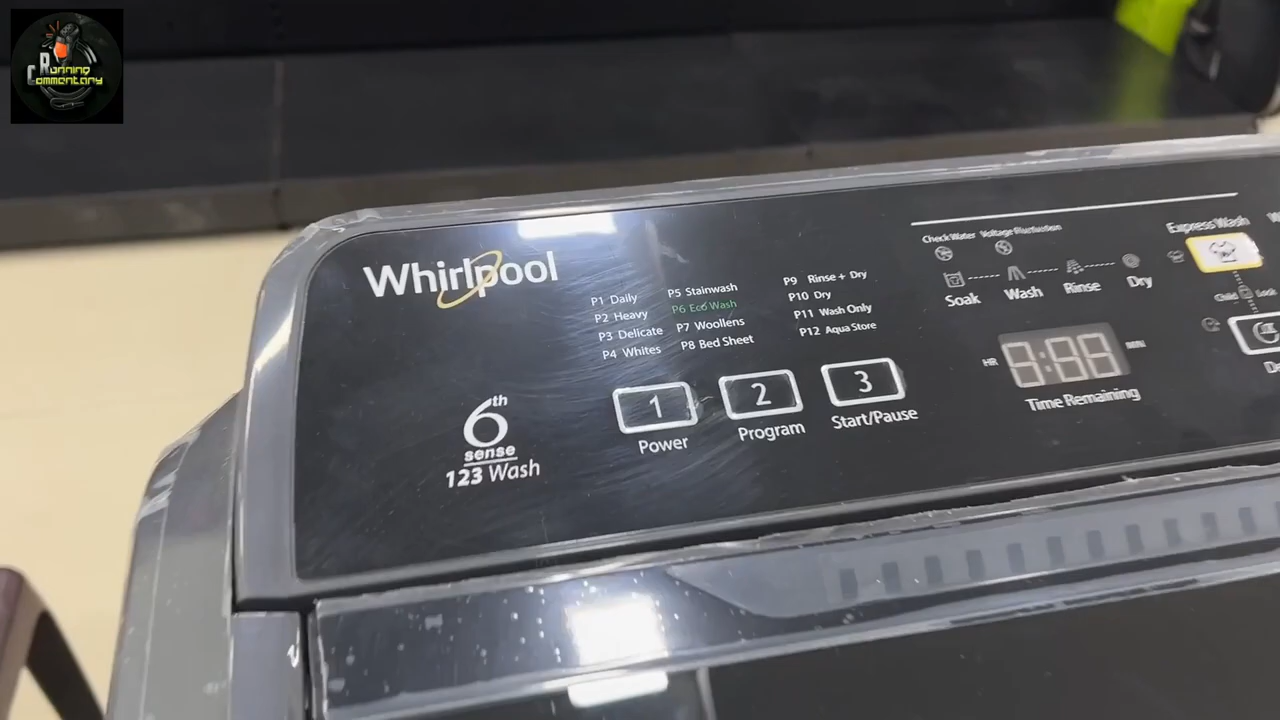 Running
Commentary
Whirlpool
P1 Daily
P2 Heavy
P3 Delicate
P4 Whites
P5 Stainwash
P6 Eco Wash
P7 Woollens
P8 Bed Sheet
P9 Rinse + Dry
P10 Dry
P11 Wash Only
P12 Aqua Store
6th
sense
123 Wash
1
Power
2
Program
3
Start/Pause
Check Water Voltage Fluctuation
Soak Wash Rinse Dry
HR 8:88 MIN
Time Remaining
Express Wash
Child Lock